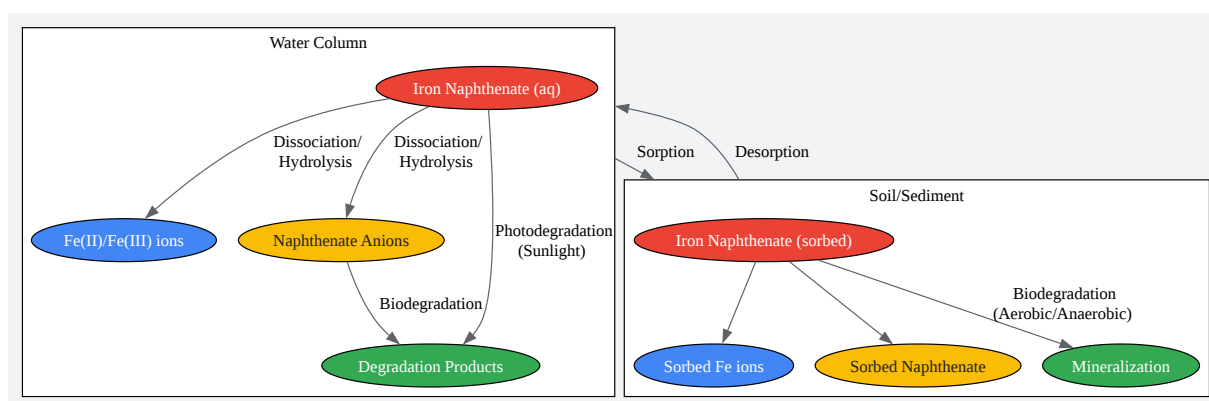 Water Column
Iron Naphthenate (aq)
Dissociation/
Hydrolysis
Dissociation/
Hydrolysis
Fe(II)/Fe(III) ions
Naphthenate Anions
Photodegradation
(Sunlight)
Biodegradation
Degradation Products
Sorption
Desorption
Soil/Sediment
Iron Naphthenate (sorbed)
Biodegradation
(Aerobic/Anaerobic)
Sorbed Fe ions
Sorbed Naphthenate
Mineralization